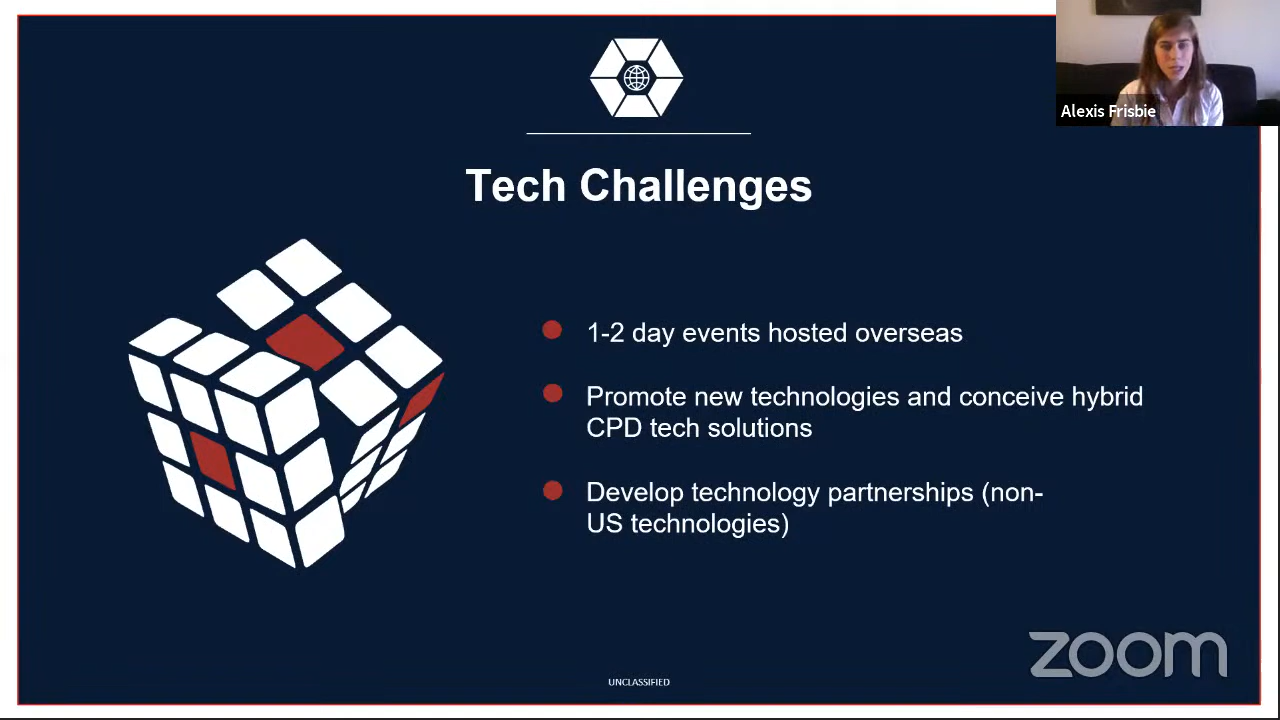 Alexis Frisbie
Tech Challenges
1-2 day events hosted overseas
Promote new technologies and conceive hybrid
CPD tech solutions
Develop technology partnerships (non-
US technologies)
zoom
UNCLASSIFIED